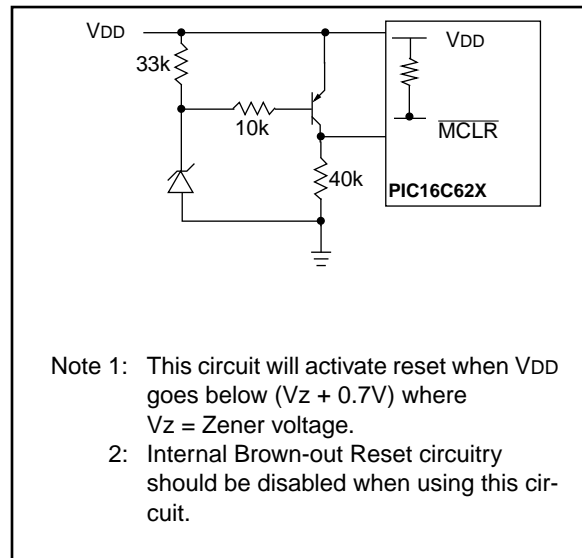 VDD
VDD
33k
10k
MCLR
40k
PIC16C62X
Note 1: This circuit will activate reset when VDD
goes below (Vz + 0.7V) where
Vz = Zener voltage.
2: Internal Brown-out Reset circuitry
should be disabled when using this cir-
cuit.